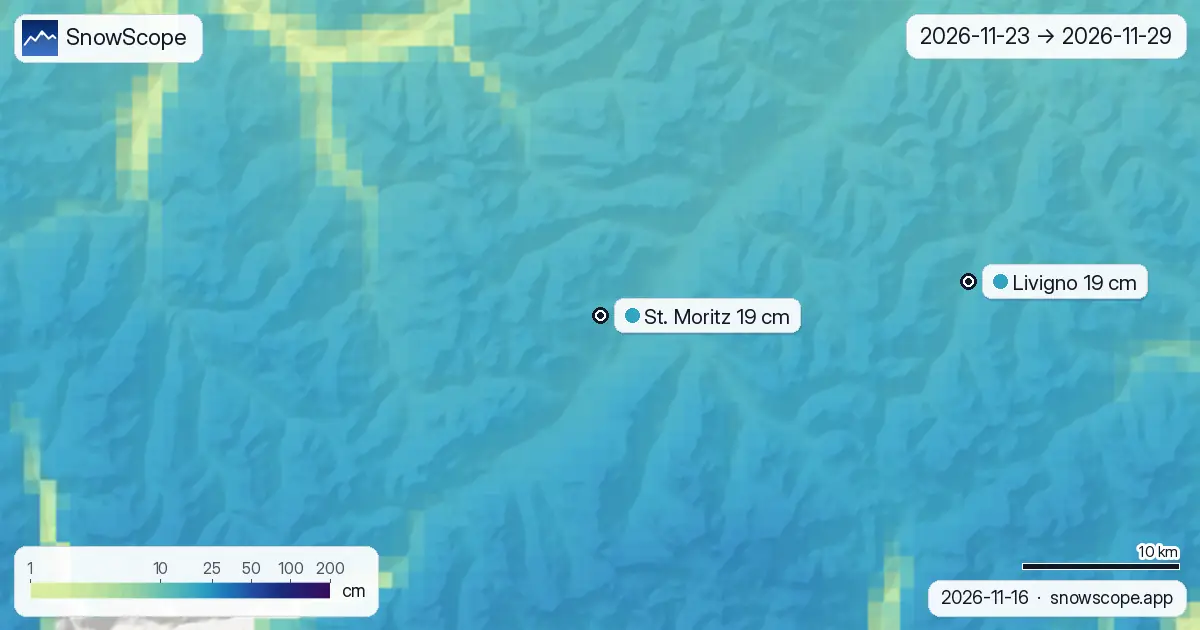 SnowScope
2026-11-23 → 2026-11-29
Livigno 19 cm
St. Moritz 19 cm
10 km
1 10 25 50 100 200
cm
2026-11-16 · snowscope.app